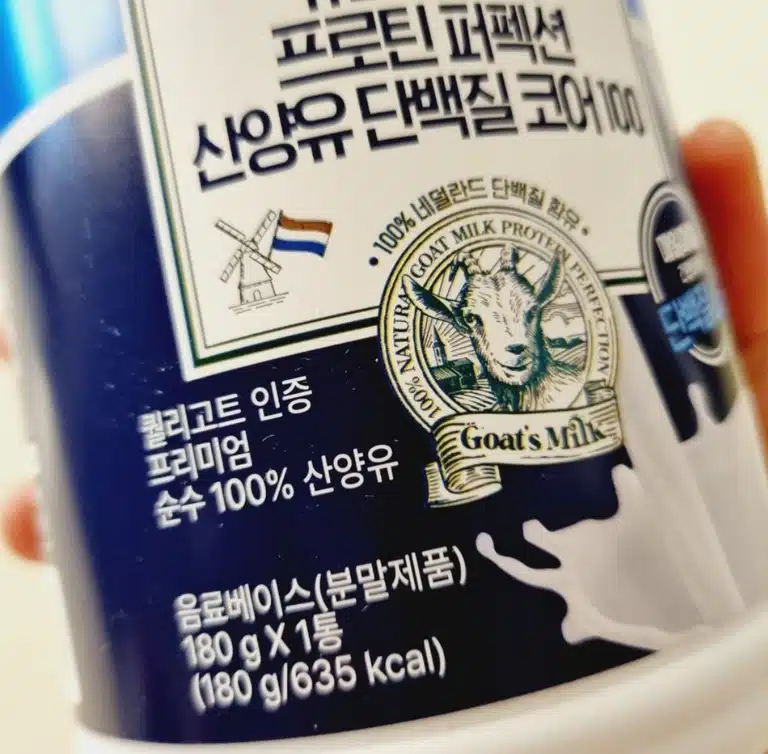 프로틴 퍼펙션
산양유 단백질 코어 100
• 100% 네덜란드 단백질 함유 •
100% NATURAL GOAT MILK PROTEIN PERFECTION
Goat's Milk
퀄리고트 인증
프리미엄
순수 100% 산양유
음료베이스(분말제품)
180 g X 1통
(180 g/635 kcal)